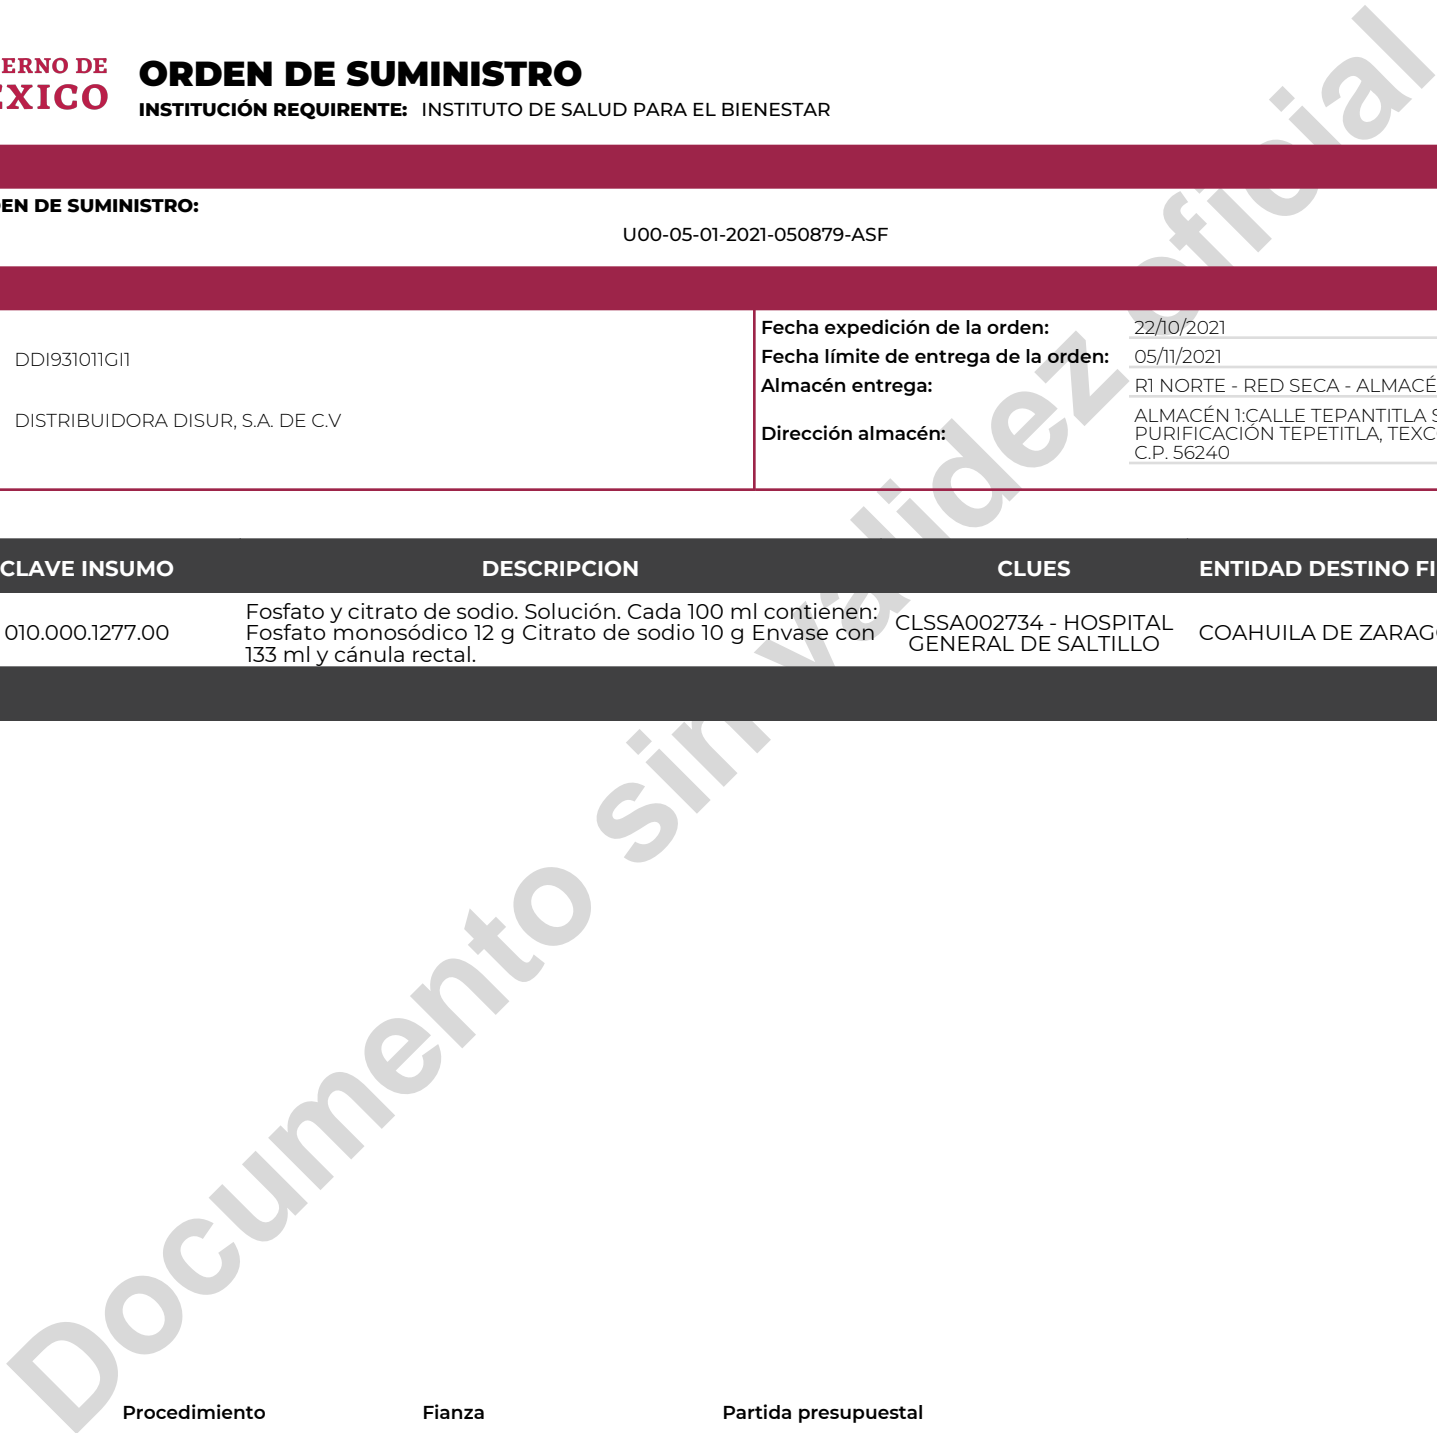 ERNO DE
EXICO
ORDEN DE SUMINISTRO
INSTITUCIÓN REQUIRENTE: INSTITUTO DE SALUD PARA EL BIENESTAR
EN DE SUMINISTRO:
U00-05-01-2021-050879-ASF
DDI931011GI1
DISTRIBUIDORA DISUR, S.A. DE C.V
Fecha expedición de la orden: 22/10/2021
Fecha límite de entrega de la orden: 05/11/2021
Almacén entrega: R1 NORTE - RED SECA - ALMACÉ
Dirección almacén: ALMACÉN 1:CALLE TEPANTITLA S
PURIFICACIÓN TEPETITLA, TEXC
C.P. 56240
CLAVE INSUMO DESCRIPCION CLUES ENTIDAD DESTINO FI
010.000.1277.00
Fosfato y citrato de sodio. Solución. Cada 100 ml contienen:
Fosfato monosódico 12 g Citrato de sodio 10 g Envase con
133 ml y cánula rectal.
CLSSA002734 - HOSPITAL
GENERAL DE SALTILLO
COAHUILA DE ZARAG
Documento sin validez oficial
Procedimiento Fianza Partida presupuestal